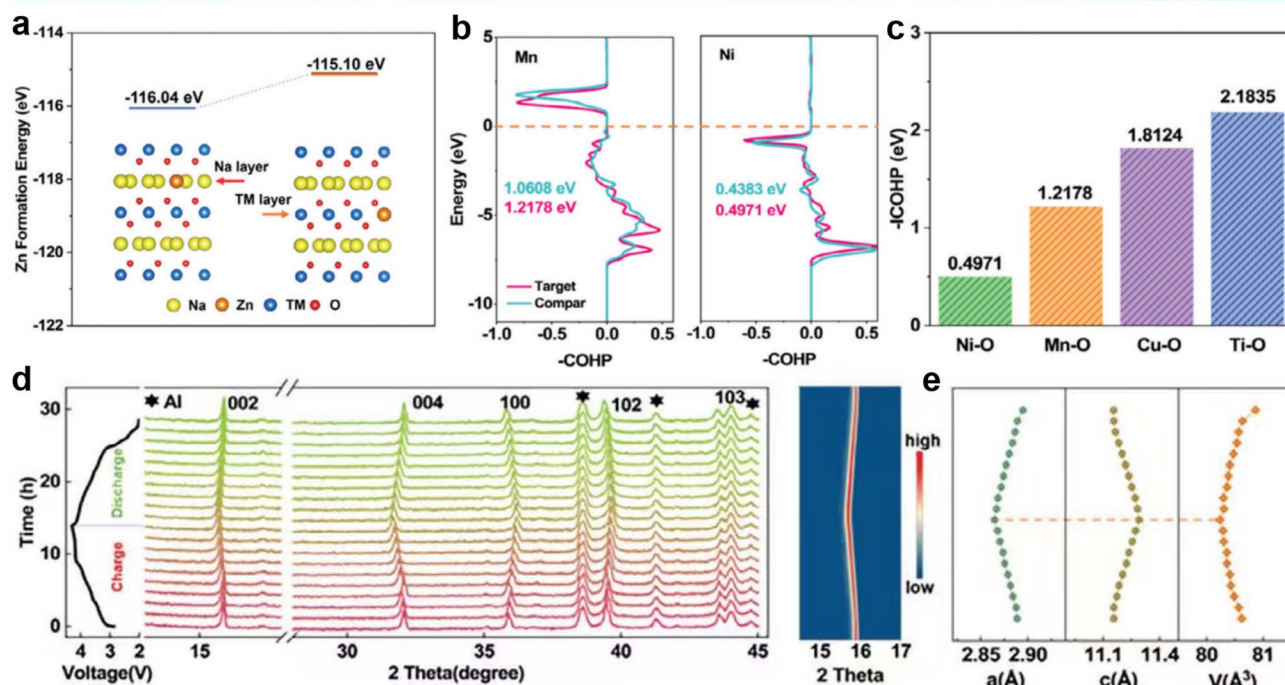 a
-114
-116
-118
-120
-122
Zn Formation Energy (eV)
-116.04 eV
-115.10 eV
Na layer
TM layer
Na Zn TM O
b
5
0
-5
-10
Energy (eV)
Mn
1.0608 eV
1.2178 eV
Target
Compar
-1.0 -0.5 0.0 0.5
-COHP
Ni
0.4383 eV
0.4971 eV
-1.0 -0.5 0.0 0.5
-COHP
c
3
2
1
0
-ICOHP (eV)
0.4971
1.2178
1.8124
2.1835
Ni-O Mn-O Cu-O Ti-O
d
30
20
10
0
Time (h)
Discharge
Charge
4 3 2
Voltage(V)
Al
002 004 100 102 103
15 30 35 40 45
2 Theta(degree)
high
low
15 16 17
2 Theta
e
2.85 2.90
a(Å)
11.1 11.4
c(Å)
80 81
V(Å³)